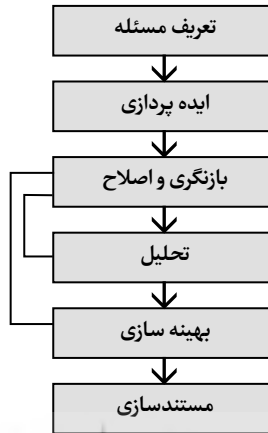 تعریف مسئله
ایده پردازی
بازنگری و اصلاح
تحلیل
بهینه سازی
مستندسازی